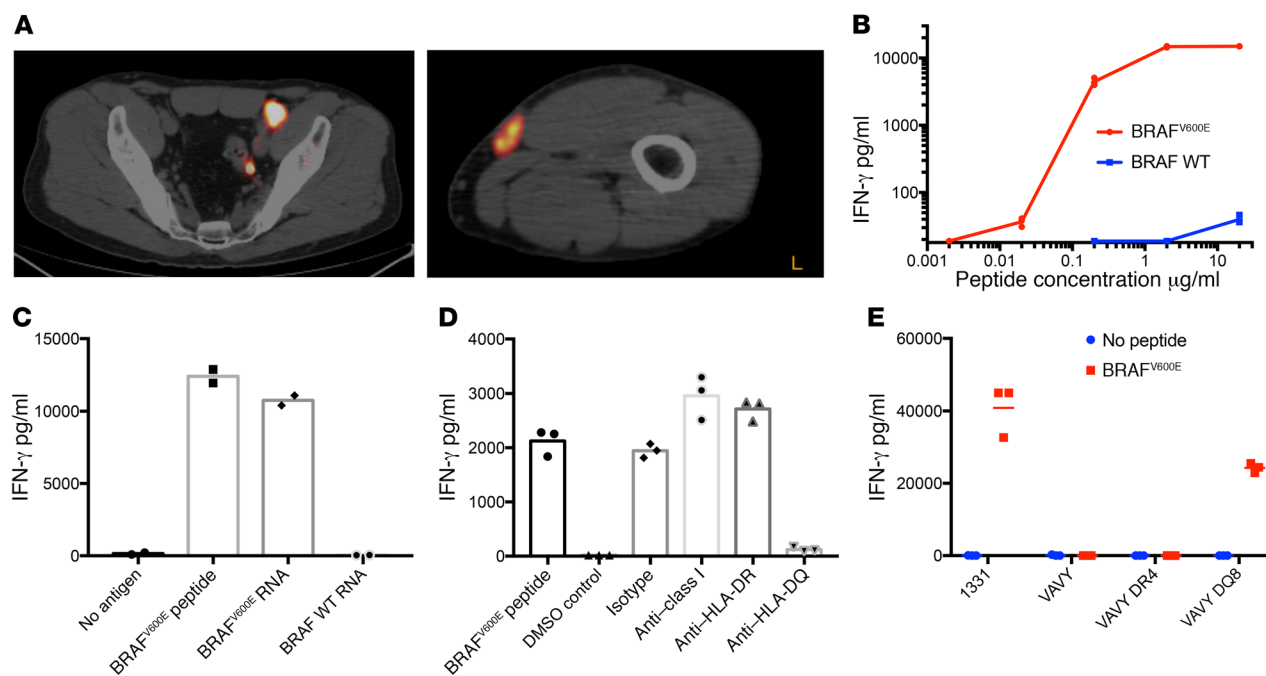 A
L
B
IFN-γ pg/ml
10000
1000
100
0.001
0.01
0.1
1
10
Peptide concentration μg/ml
BRAFV600E
BRAF WT
C
IFN-γ pg/ml
15000
10000
5000
0
No antigen
BRAFV600E peptide
BRAFV600E RNA
BRAF WT RNA
D
IFN-γ pg/ml
4000
3000
2000
1000
0
BRAFV600E peptide
DMSO control
Isotype
Anti–class I
Anti–HLA-DR
Anti–HLA-DQ
E
IFN-γ pg/ml
60000
40000
20000
0
No peptide
BRAFV600E
1331
VAVY
VAVY DR4
VAVY DQ8